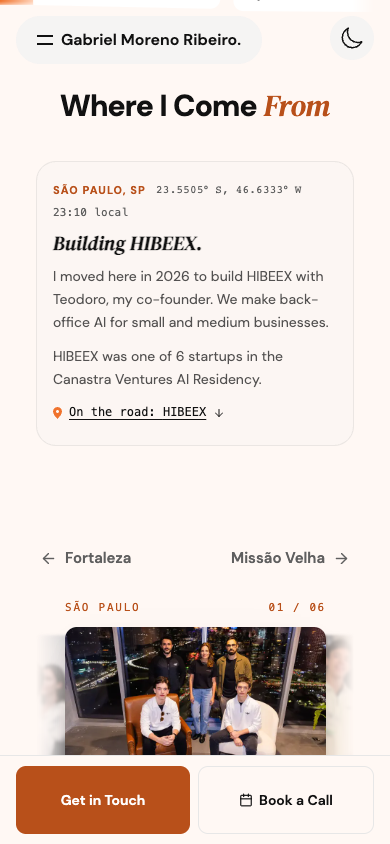 Gabriel Moreno Ribeiro.
Where I Come From
SÃO PAULO, SP 23.5505° S, 46.6333° W
23:10 local
Building HIBEEX.
I moved here in 2026 to build HIBEEX with
Teodoro, my co-founder. We make back-
office AI for small and medium businesses.
HIBEEX was one of 6 startups in the
Canastra Ventures AI Residency.
On the road: HIBEEX ↓
← Fortaleza
Missão Velha →
SÃO PAULO
01 / 06
Get in Touch
Book a Call